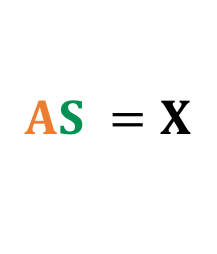 AS = X